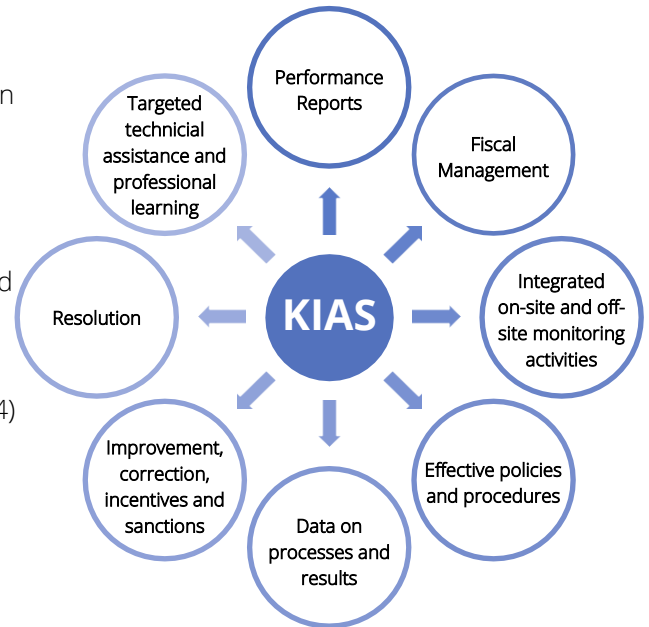 Performance
Reports
Fiscal
Management
Integrated
on-site and off-
site monitoring
activities
Effective policies
and procedures
Data on
processes and
results
Improvement,
correction,
incentives and
sanctions
Resolution
Targeted
technicial
assistance and
professional
learning
KIAS
n
d
4)